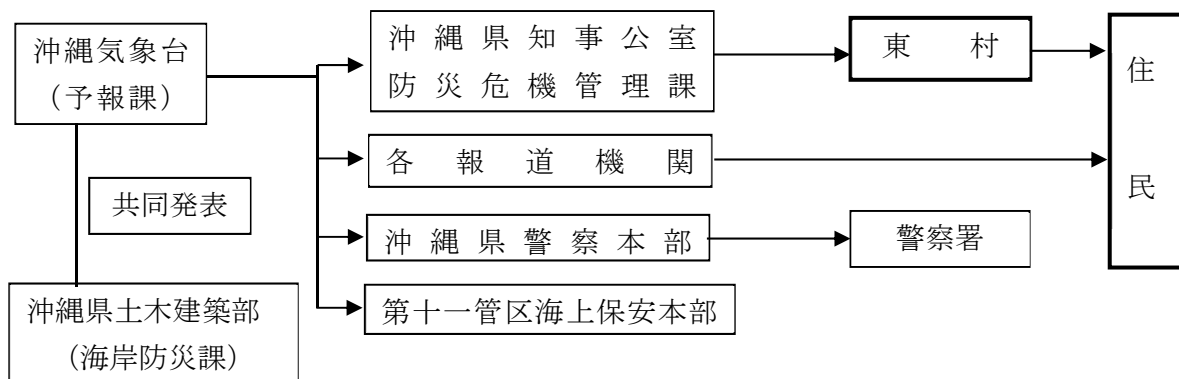 沖縄気象台
（予報課）
共同発表
沖縄県土木建築部
（海岸防災課）
沖縄県知事公室
防災危機管理課
各報道機関
沖縄県警察本部
第十一管区海上保安本部
東村
警察署
住民